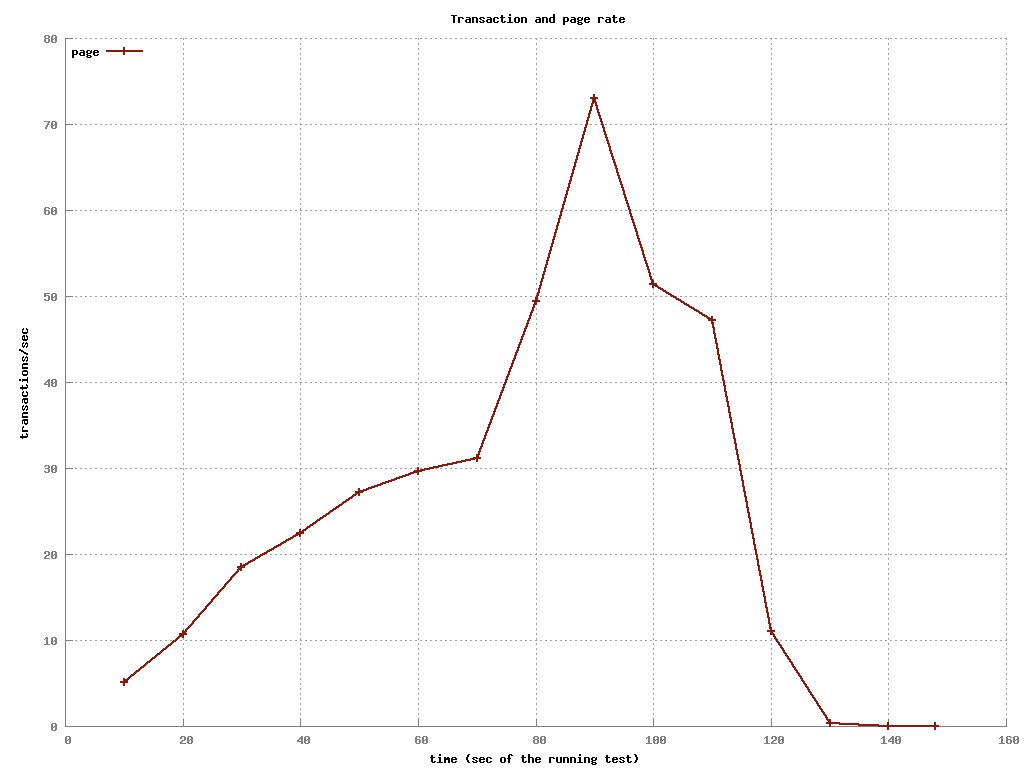 Transaction and page rate
80
page
70
60
50
40
30
20
10
0
transactions/sec
0 20 40 60 80 100 120 140 160
time (sec of the running test)